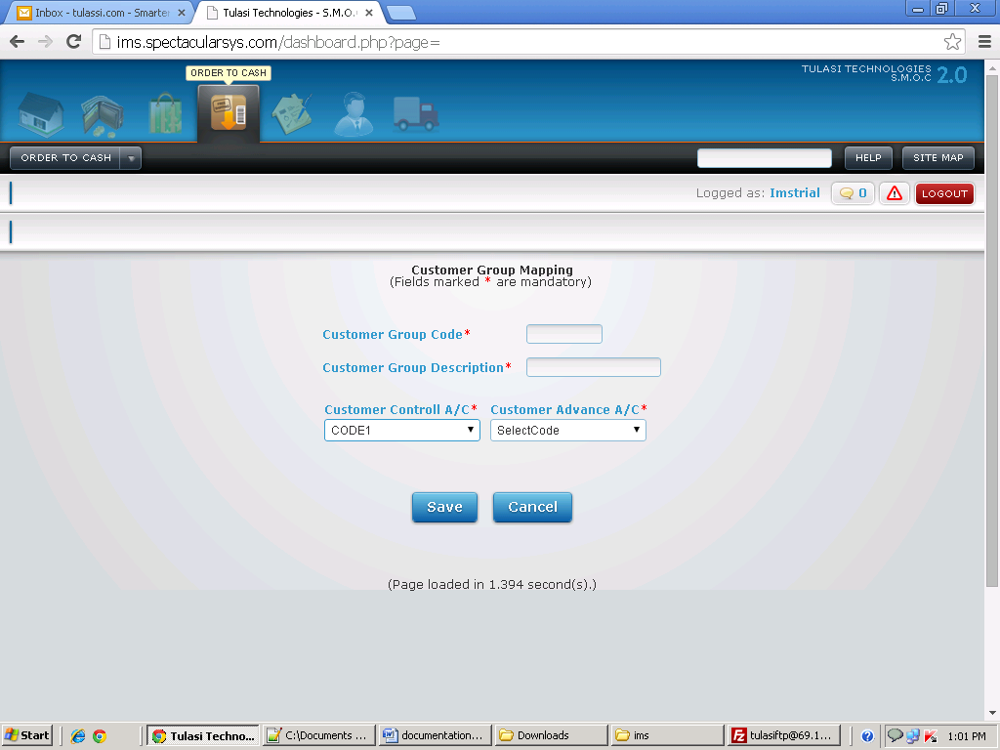 Inbox - tulassi.com - Smarter
Tulasi Technologies - S.M.O.
ims.spectacularsys.com/dashboard.php?page=
ORDER TO CASH
TULASI TECHNOLOGIES
S.M.O.C
2.0
ORDER TO CASH
HELP
SITE MAP
Logged as: Imstrial
0
LOGOUT
Customer Group Mapping
(Fields marked * are mandatory)
Customer Group Code*
Customer Group Description*
Customer Controll A/C* Customer Advance A/C*
CODE1 SelectCode
Save Cancel
(Page loaded in 1.394 second(s).)
Start Tulasi Techno... C:\Documents ... documentation... Downloads ims tulasiftp@69.1... 1:01 PM